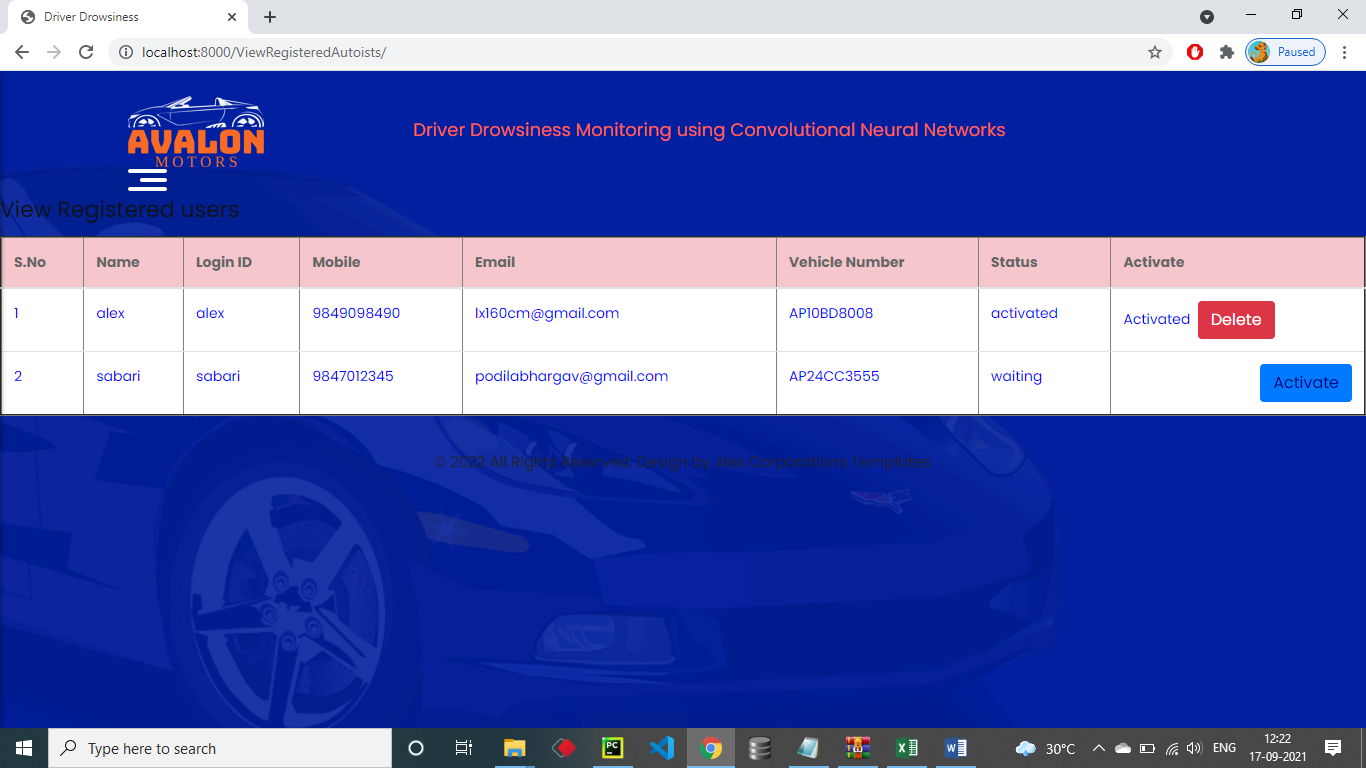 Driver Drowsiness
localhost:8000/ViewRegisteredAutoists/
Paused
AVALON
MOTORS
Driver Drowsiness Monitoring using Convolutional Neural Networks
View Registered users
S.No Name Login ID Mobile Email Vehicle Number Status Activate
1 alex alex 9849098490 lx160cm@gmail.com AP10BD8008 activated Activated Delete
2 sabari sabari 9847012345 podilabhargav@gmail.com AP24CC3555 waiting Activate
© 2022 All Rights Reserved. Design by Alex Corporations Templates
Type here to search
PC
30°C
ENG
12:22
17-09-2021